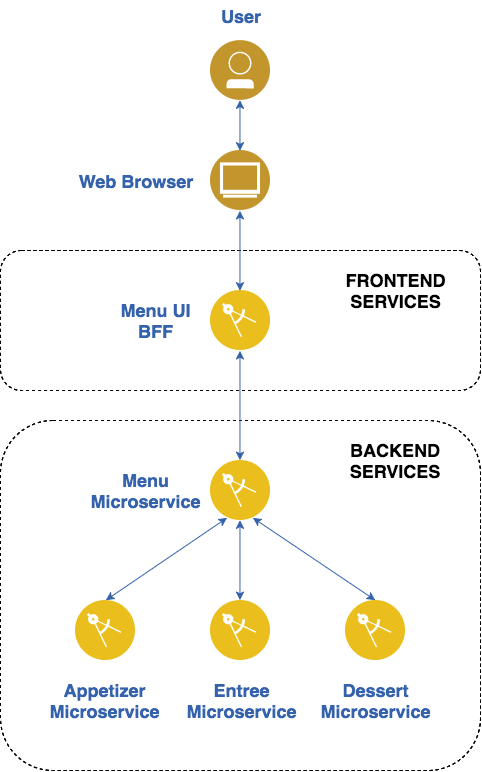 User
Web Browser
FRONTEND
SERVICES
Menu UI
BFF
BACKEND
SERVICES
Menu
Microservice
Appetizer
Microservice
Entree
Microservice
Dessert
Microservice